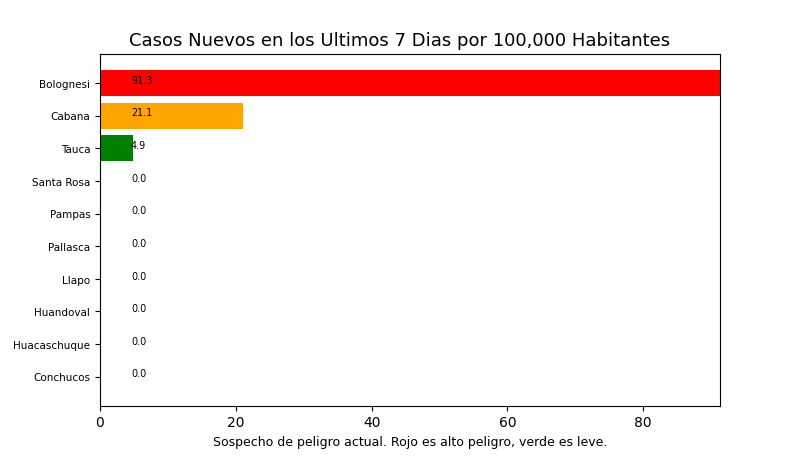 Casos Nuevos en los Ultimos 7 Dias por 100,000 Habitantes
Bolognesi 91.3
Cabana 21.1
Tauca 4.9
Santa Rosa 0.0
Pampas 0.0
Pallasca 0.0
Llapo 0.0
Huandoval 0.0
Huacaschuque 0.0
Conchucos 0.0
0 20 40 60 80
Sospecho de peligro actual. Rojo es alto peligro, verde es leve.